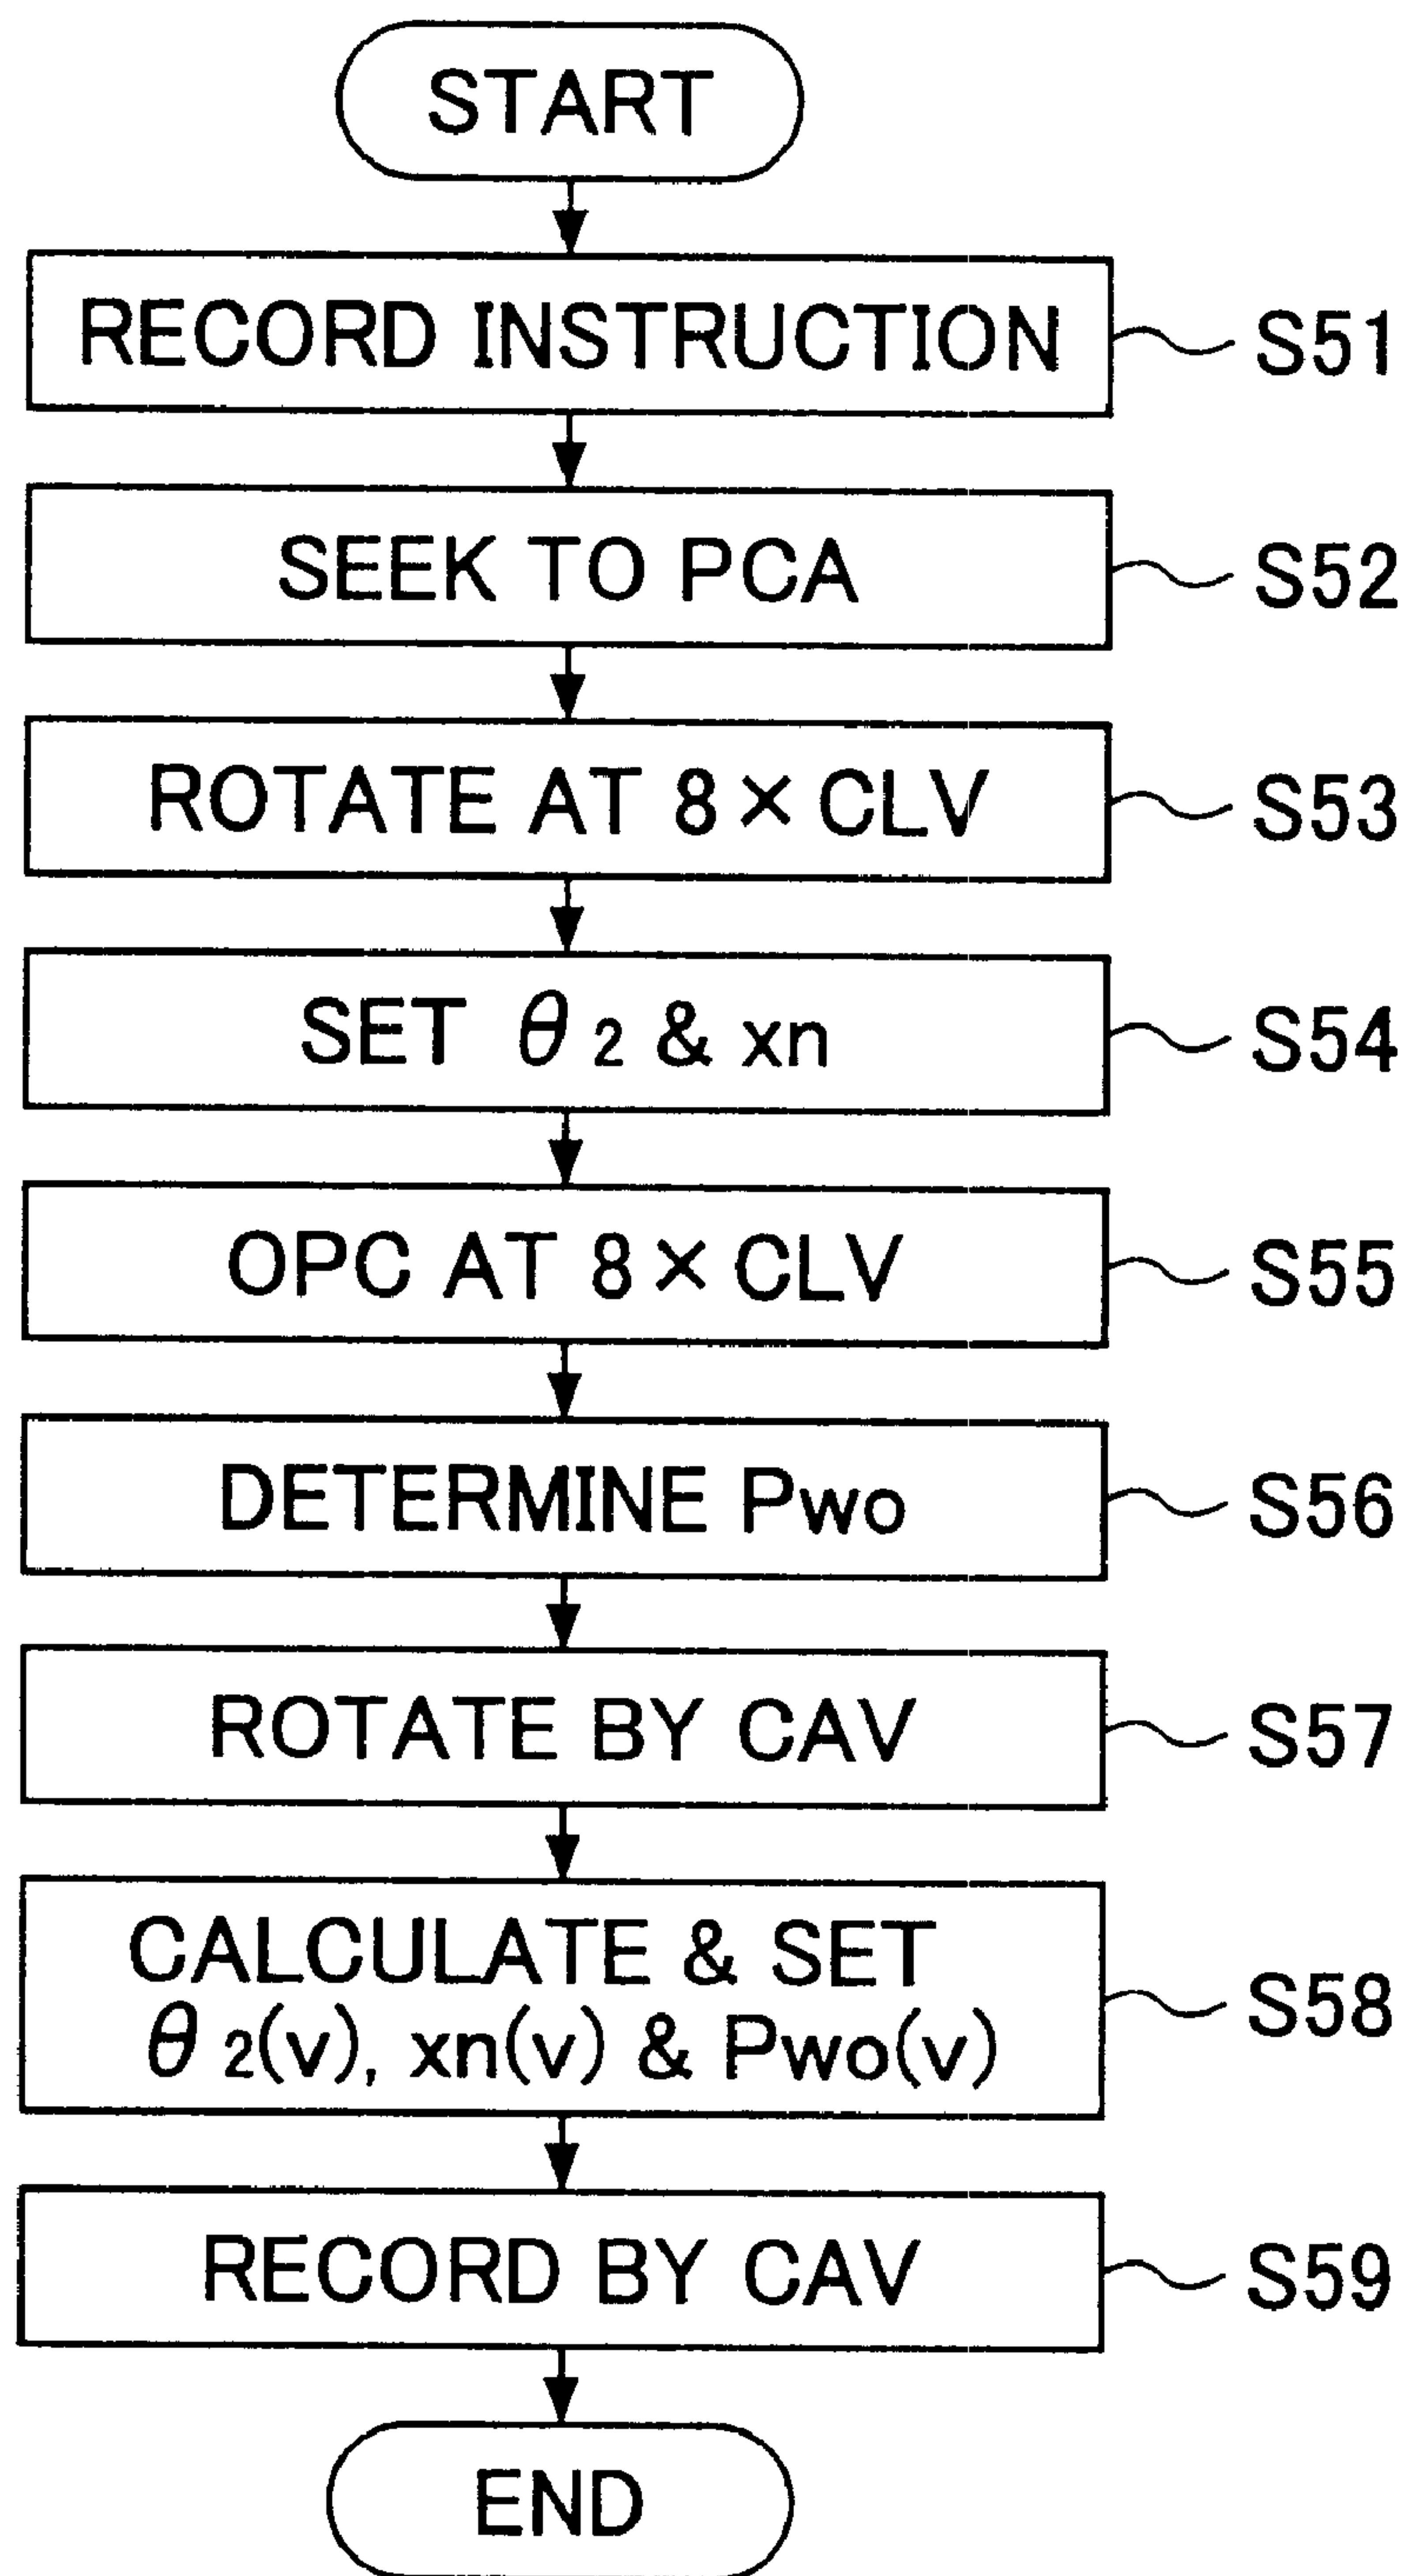 START
RECORD INSTRUCTION S51
SEEK TO PCA S52
ROTATE AT 8×CLV S53
SET θ2 & xn S54
OPC AT 8×CLV S55
DETERMINE Pwo S56
ROTATE BY CAV S57
CALCULATE & SET
θ2(v), xn(v) & Pwo(v) S58
RECORD BY CAV S59
END